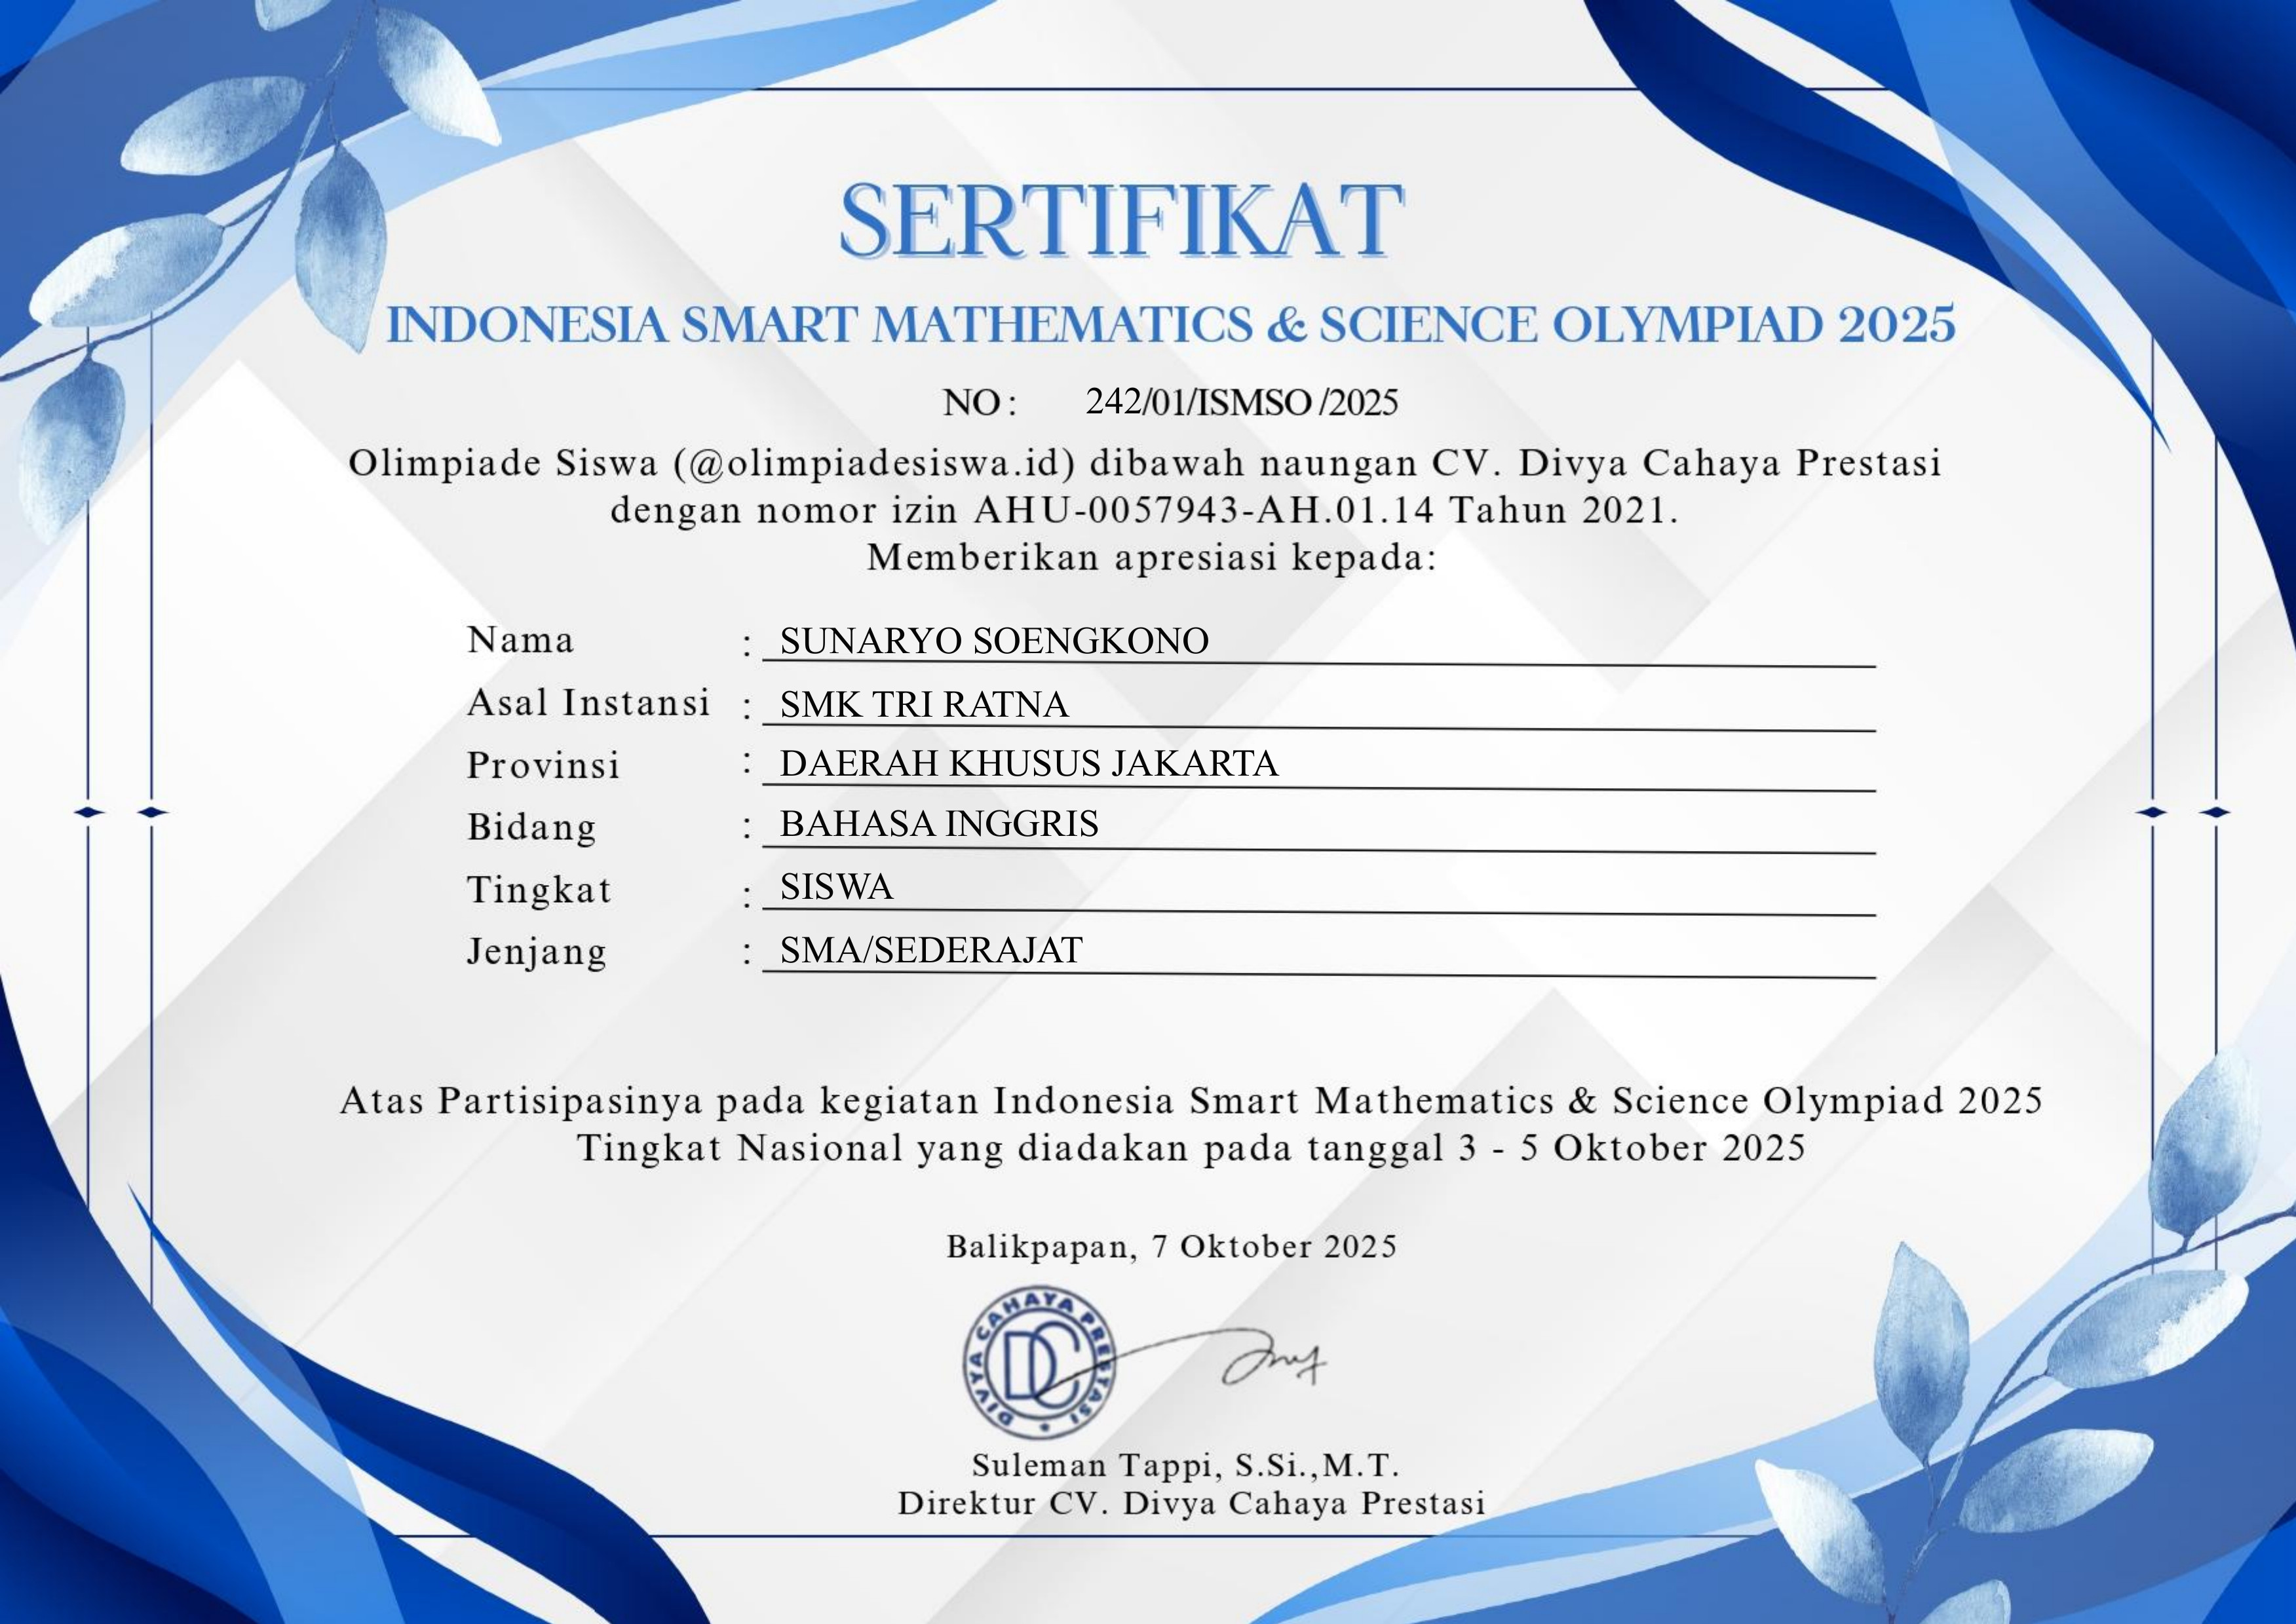 SERTIFIKAT
INDONESIA SMART MATHEMATICS & SCIENCE OLYMPIAD 2025
NO : 242/01/ISMSO /2025
Olimpiade Siswa (@olimpiadesiswa.id) dibawah naungan CV. Divya Cahaya Prestasi
dengan nomor izin AHU-0057943-AH.01.14 Tahun 2021.
Memberikan apresiasi kepada:
Nama : SUNARYO SOENGKONO
Asal Instansi : SMK TRI RATNA
Provinsi : DAERAH KHUSUS JAKARTA
Bidang : BAHASA INGGRIS
Tingkat : SISWA
Jenjang : SMA/SEDERAJAT
Atas Partisipasinya pada kegiatan Indonesia Smart Mathematics & Science Olympiad 2025
Tingkat Nasional yang diadakan pada tanggal 3 - 5 Oktober 2025
Balikpapan, 7 Oktober 2025
DIVYA CAHAYA PRESTASI
DC
Suleman Tappi, S.Si.,M.T.
Direktur CV. Divya Cahaya Prestasi